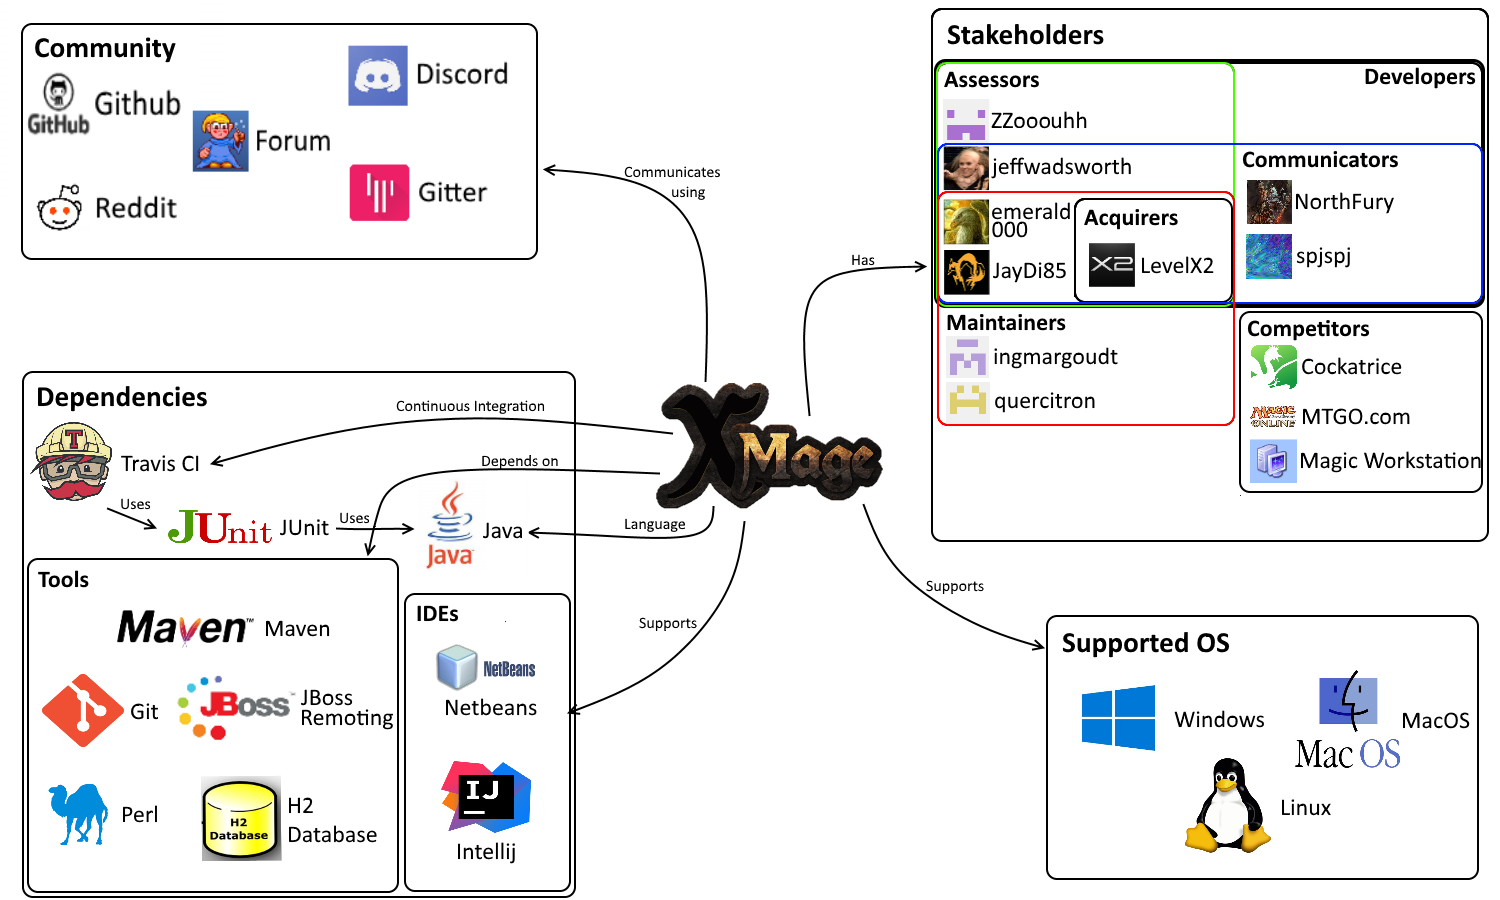 Community
GitHub
Github
Forum
Discord
Reddit
Gitter
Communicates
using
Stakeholders
Developers
Assessors
ZZooouhh
jeffwadsworth
emerald
000
JayDi85
Acquirers
X2
LevelX2
Communicators
NorthFury
spjspj
Maintainers
ingmargoudt
quercitron
Competitors
Cockatrice
MAGIC
ONLINE
MTGO.com
Magic Workstation
Has
XMage
Dependencies
Continuous Integration
T
Travis CI
Depends on
Uses
JUnit
JUnit
Uses
Java
Java
Language
Tools
Maven™
Maven
Git
JBoss
JBoss
Remoting
Perl
H2
Database
H2
Database
IDEs
NetBeans
Netbeans
IJ
Intellij
Supports
Supports
Supported OS
Windows
Mac OS
MacOS
Linux